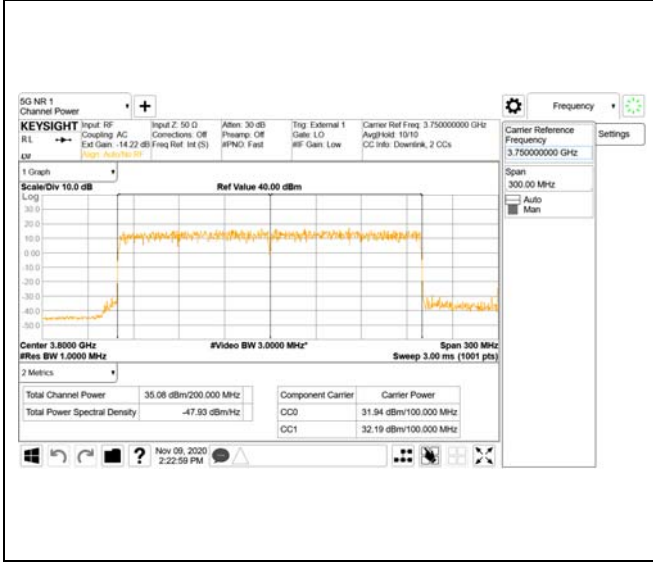 5G NR 1
Channel Power
Frequency
KEYSIGHT
RL
Input: RF
Coupling: AC
Ext Gain: -14.22 dB
Align: Auto/No RF
Input Z: 50 Ω
Corrections: Off
Freq Ref: Int (S)
Atten: 30 dB
Preamp: Off
#PNO: Fast
Trig: External 1
Gate: LO
#IF Gain: Low
Carrier Ref Freq: 3.750000000 GHz
Avg|Hold: 10/10
CC Info: Downlink, 2 CCs
Carrier Reference
Frequency
3.750000000 GHz
Settings
Span
300.00 MHz
Auto
Man
1 Graph
Scale/Div 10.0 dB
Ref Value 40.00 dBm
Log
30.0
20.0
10.0
0.00
-10.0
-20.0
-30.0
-40.0
-50.0
Center 3.8000 GHz
#Video BW 3.0000 MHz*
Span 300 MHz
#Res BW 1.0000 MHz
Sweep 3.00 ms (1001 pts)
2 Metrics
Total Channel Power 35.08 dBm/200.000 MHz
Total Power Spectral Density -47.93 dBm/Hz
Component Carrier Carrier Power
CC0 31.94 dBm/100.000 MHz
CC1 32.19 dBm/100.000 MHz
?
Nov 09, 2020
2:22:59 PM